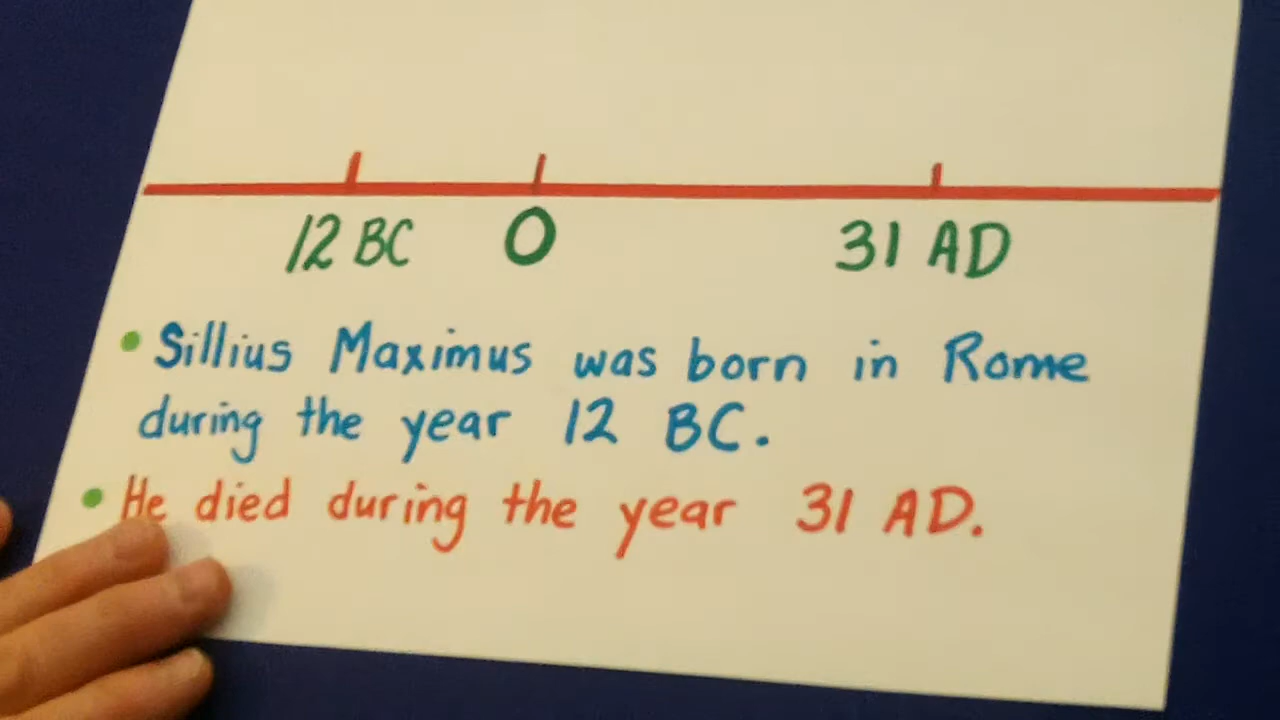 12 BC 0 31 AD
• Sillius Maximus was born in Rome
during the year 12 BC.
• He died during the year 31 AD.